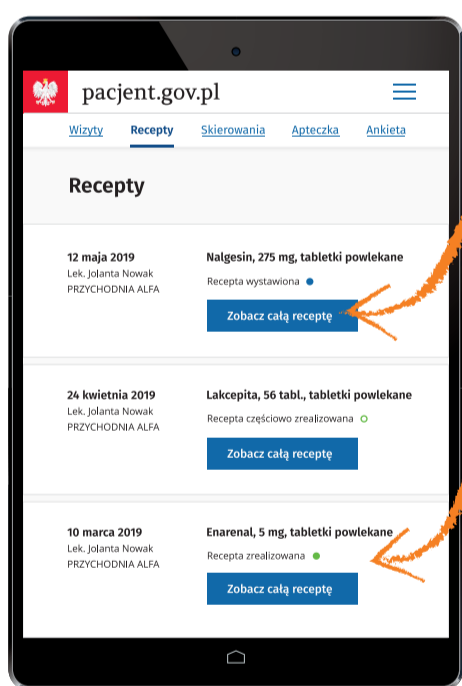 pacjent.gov.pl
Wizyty Recepty Skierowania Apteczka Ankieta
Recepty
12 maja 2019
Lek. Jolanta Nowak
PRZYCHODNIA ALFA
Nalgesin, 275 mg, tabletki powlekane
Recepta wystawiona
Zobacz całą receptę
24 kwietnia 2019
Lek. Jolanta Nowak
PRZYCHODNIA ALFA
Lakcepita, 56 tabl., tabletki powlekane
Recepta częściowo zrealizowana
Zobacz całą receptę
10 marca 2019
Lek. Jolanta Nowak
PRZYCHODNIA ALFA
Enarenal, 5 mg, tabletki powlekane
Recepta zrealizowana
Zobacz całą receptę